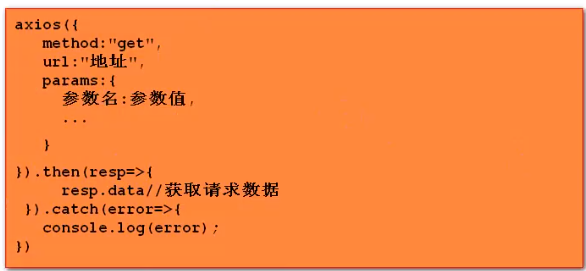 axios({
method:"get",
url:"地址",
params:{
参数名:参数值,
...
}
}).then(resp=>{
resp.data//获取请求数据
}).catch(error=>{
console.log(error);
})